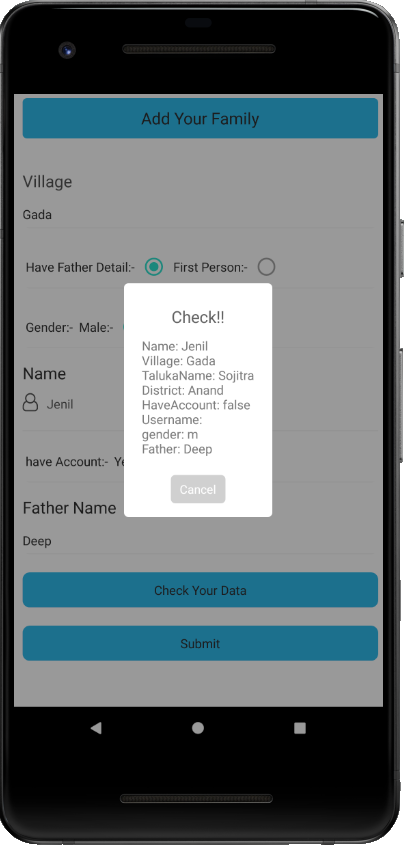 Add Your Family
Village
Gada
Have Father Detail:- First Person:-
Gender:- Male:-
Check!!
Name: Jenil
Village: Gada
TalukaName: Sojitra
District: Anand
HaveAccount: false
Username:
gender: m
Father: Deep
Cancel
Name
Jenil
have Account:-
Father Name
Deep
Check Your Data
Submit